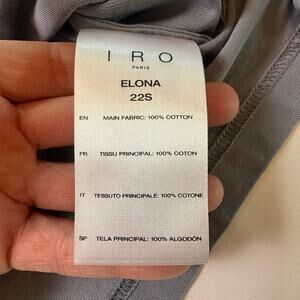 IRO
PARIS
ELONA
22S
EN MAIN FABRIC: 100% COTTON
FR TISSU PRINCIPAL: 100% COTON
IT TESSUTO PRINCIPALE: 100% COTONE
SP TELA PRINCIPAL: 100% ALGODÓN